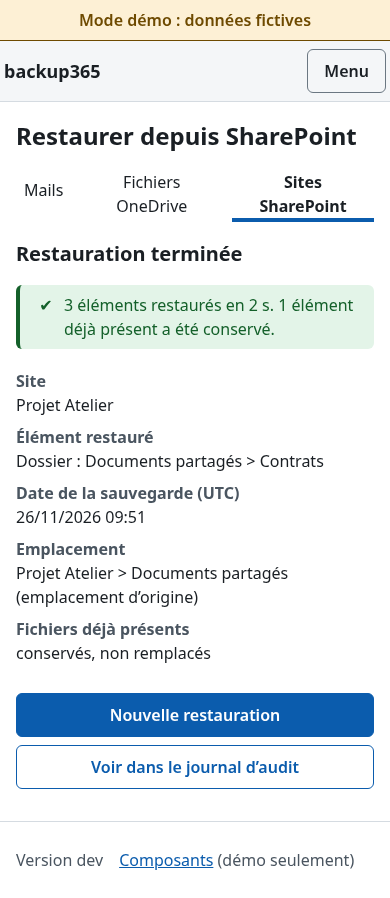 Mode démo : données fictives
backup365
Menu
Restaurer depuis SharePoint
Mails
Fichiers
OneDrive
Sites
SharePoint
Restauration terminée
✔ 3 éléments restaurés en 2 s. 1 élément
déjà présent a été conservé.
Site
Projet Atelier
Élément restauré
Dossier : Documents partagés > Contrats
Date de la sauvegarde (UTC)
26/11/2026 09:51
Emplacement
Projet Atelier > Documents partagés
(emplacement d’origine)
Fichiers déjà présents
conservés, non remplacés
Nouvelle restauration
Voir dans le journal d’audit
Version dev Composants (démo seulement)